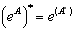 (e^A)^* = e^(A^*)